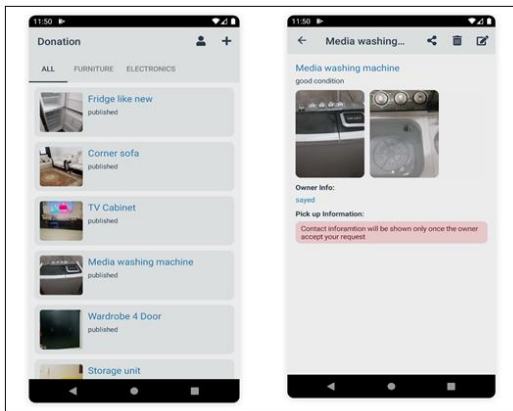 11:50
Donation
ALL FURNITURE ELECTRONICS
Fridge like new
published
Corner sofa
published
TV Cabinet
published
Media washing machine
published
Wardrobe 4 Door
published
Storage unit
11:50
Media washing...
Media washing machine
good condition
Owner Info:
sayed
Pick up Information:
Contact inforamtion will be shown only once the owner
accept your request